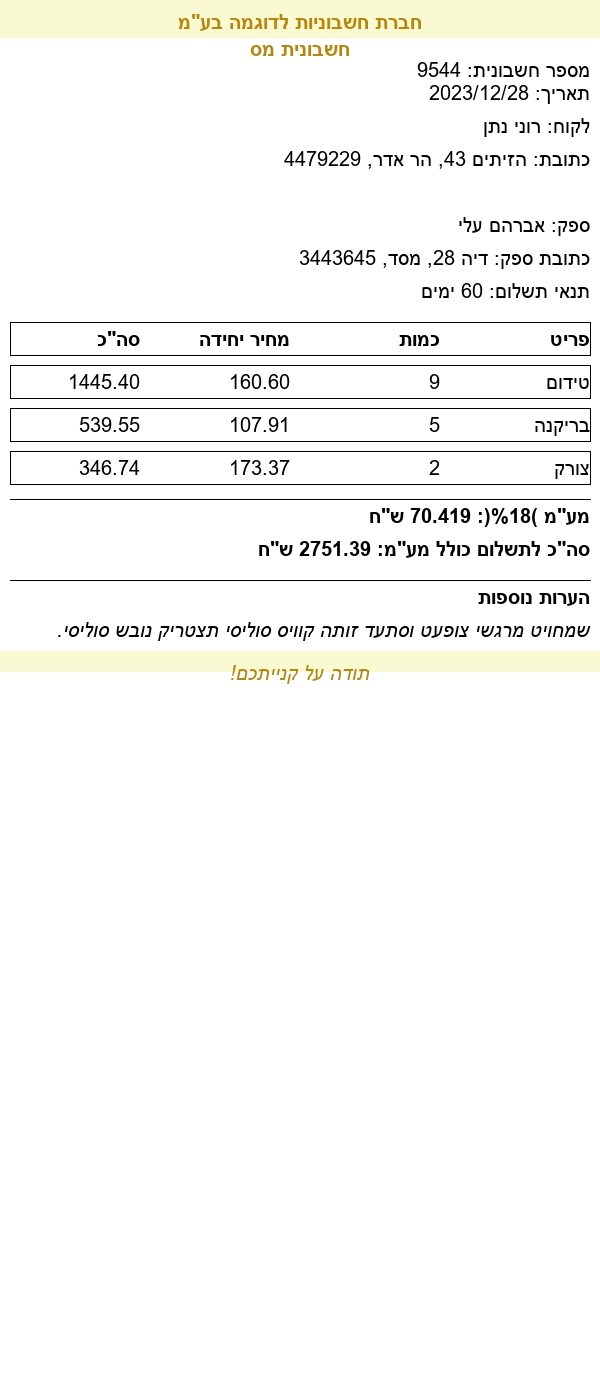 חברת חשבוניות לדוגמה בע"מ
חשבונית מס
מספר חשבונית: 9544
תאריך: 2023/12/28
לקוח: רוני נתן
כתובת: הזיתים 43, הר אדר, 4479229
ספק: אברהם עלי
כתובת ספק: דיה 28, מסד, 3443645
תנאי תשלום: 60 ימים
פריט כמות מחיר יחידה סה"כ
טידום 9 160.60 1445.40
בריקנה 5 107.91 539.55
צורק 2 173.37 346.74
מע"מ )18%(: 70.419 ש"ח
סה"כ לתשלום כולל מע"מ: 2751.39 ש"ח
הערות נוספות
שמחויט מרגשי צופעט וסתעד זותה קוויס סוליסי תצטריק נובש סוליסי.
תודה על קנייתכם!